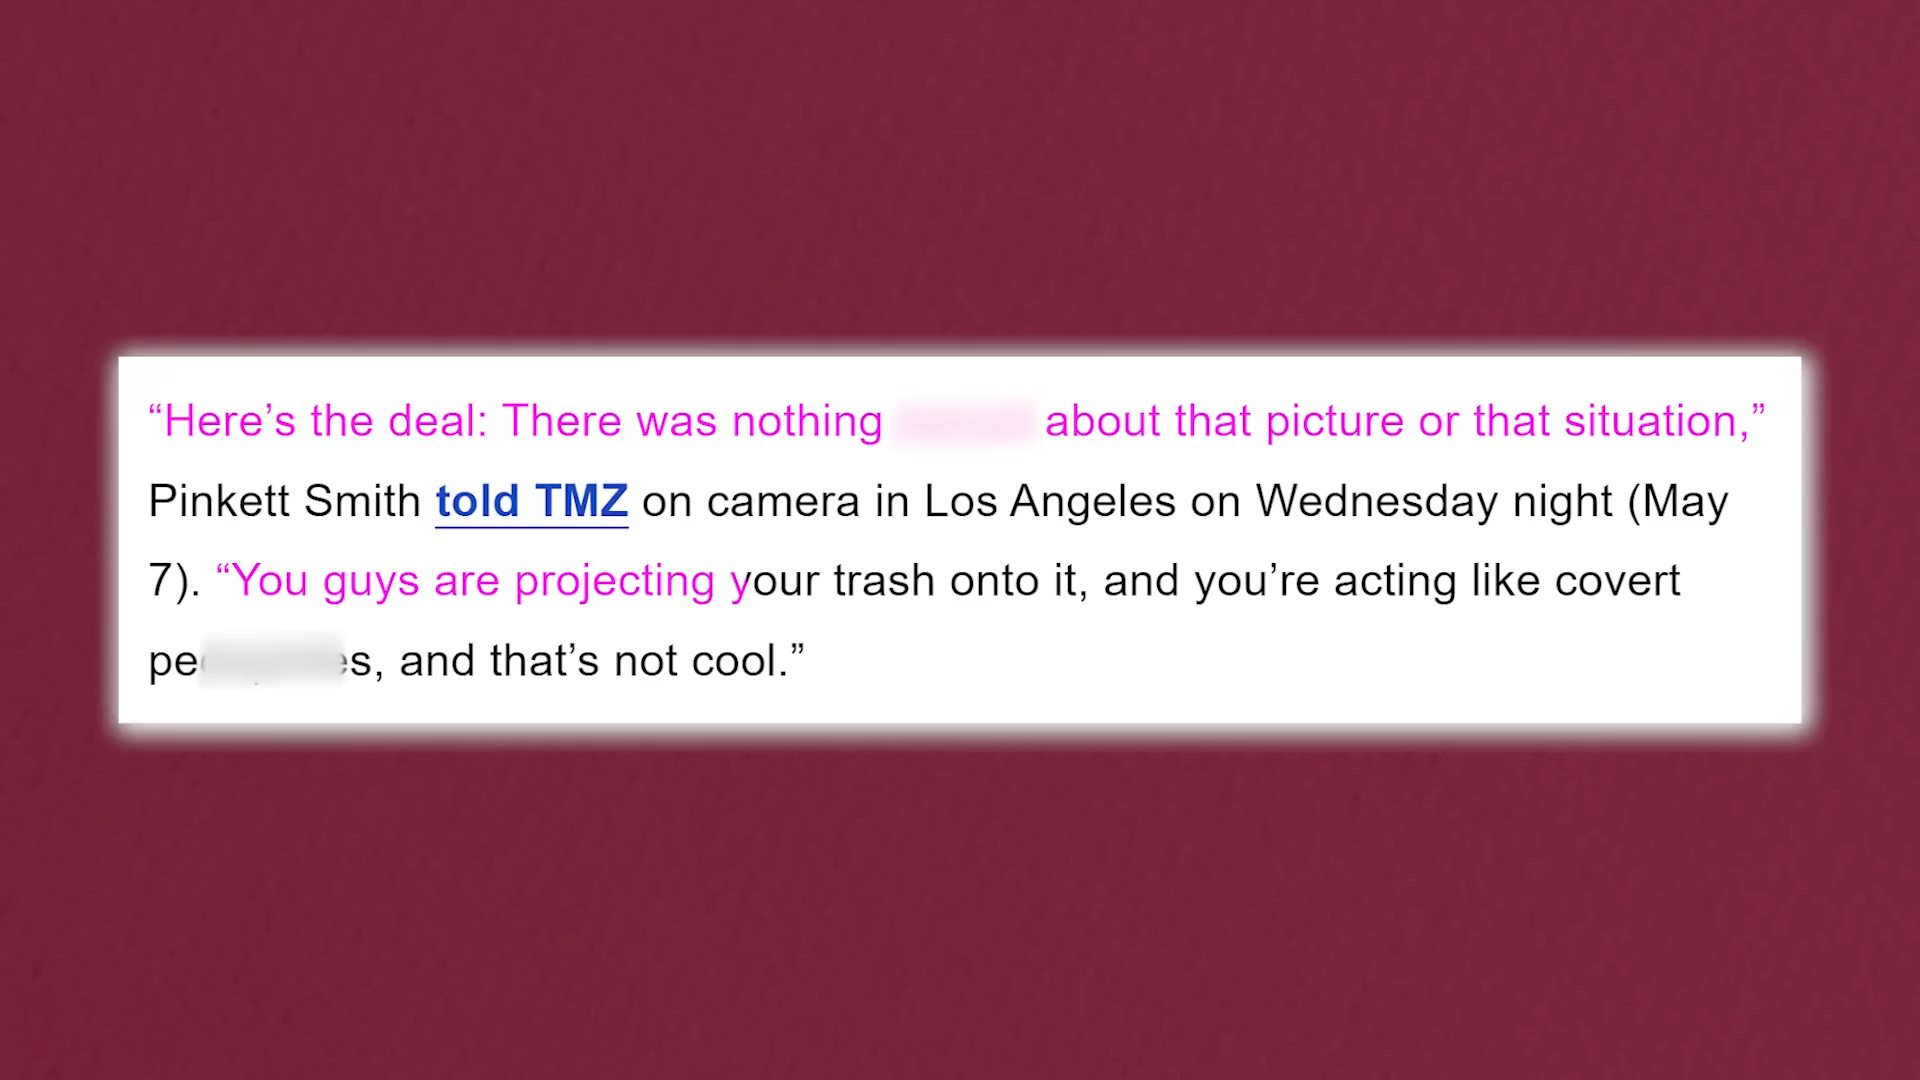 “Here’s the deal: There was nothing about that picture or that situation,”
Pinkett Smith told TMZ on camera in Los Angeles on Wednesday night (May
7). “You guys are projecting your trash onto it, and you’re acting like covert
and that’s not cool.”